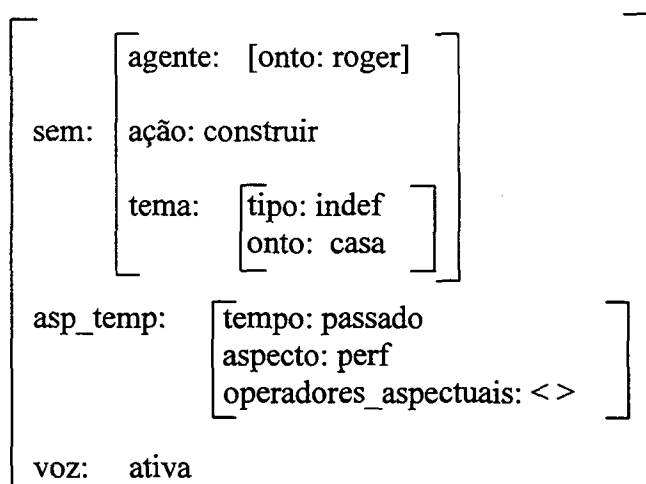 agente: [onto: roger]
sem: ação: construir
tema: tipo: indef
onto: casa
asp_temp: tempo: passado
aspecto: perf
operadores_aspectuais: < >
voz: ativa